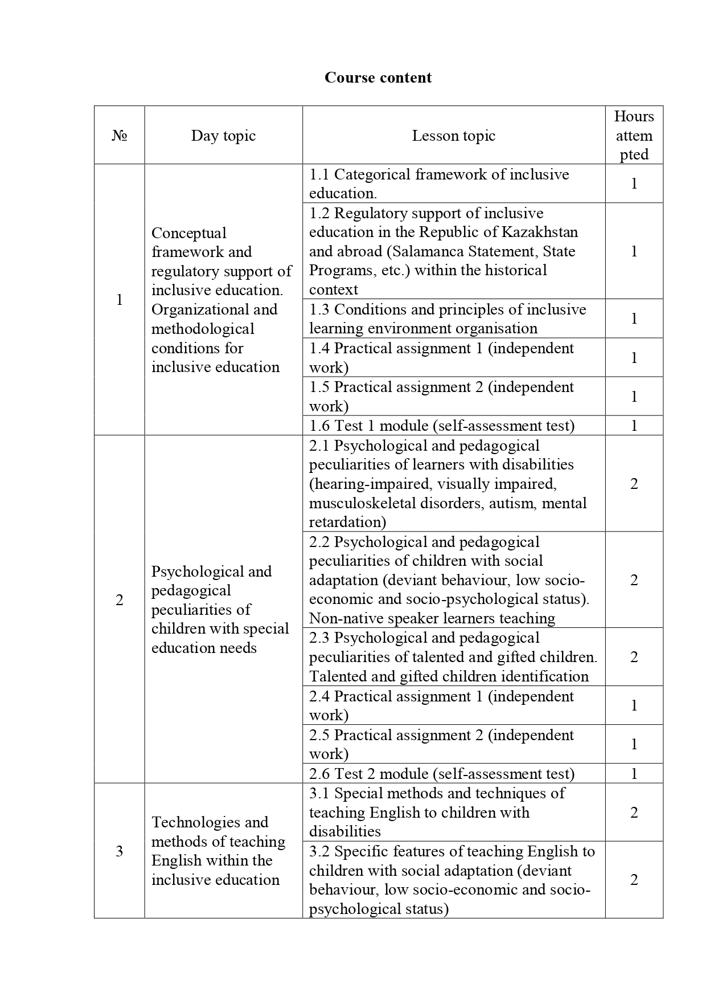 Course content
№
Day topic
Lesson topic
Hours
attem
pted
1
Conceptual
framework and
regulatory support of
inclusive education.
Organizational and
methodological
conditions for
inclusive education
1.1 Categorical framework of inclusive
education.
1
1.2 Regulatory support of inclusive
education in the Republic of Kazakhstan
and abroad (Salamanca Statement, State
Programs, etc.) within the historical
context
1
1.3 Conditions and principles of inclusive
learning environment organisation
1
1.4 Practical assignment 1 (independent
work)
1
1.5 Practical assignment 2 (independent
work)
1
1.6 Test 1 module (self-assessment test)
1
2
Psychological and
pedagogical
peculiarities of
children with special
education needs
2.1 Psychological and pedagogical
peculiarities of learners with disabilities
(hearing-impaired, visually impaired,
musculoskeletal disorders, autism, mental
retardation)
2
2.2 Psychological and pedagogical
peculiarities of children with social
adaptation (deviant behaviour, low socio-
economic and socio-psychological status).
Non-native speaker learners teaching
2
2.3 Psychological and pedagogical
peculiarities of talented and gifted children.
Talented and gifted children identification
2
2.4 Practical assignment 1 (independent
work)
1
2.5 Practical assignment 2 (independent
work)
1
2.6 Test 2 module (self-assessment test)
1
3
Technologies and
methods of teaching
English within the
inclusive education
3.1 Special methods and techniques of
teaching English to children with
disabilities
2
3.2 Specific features of teaching English to
children with social adaptation (deviant
behaviour, low socio-economic and socio-
psychological status)
2